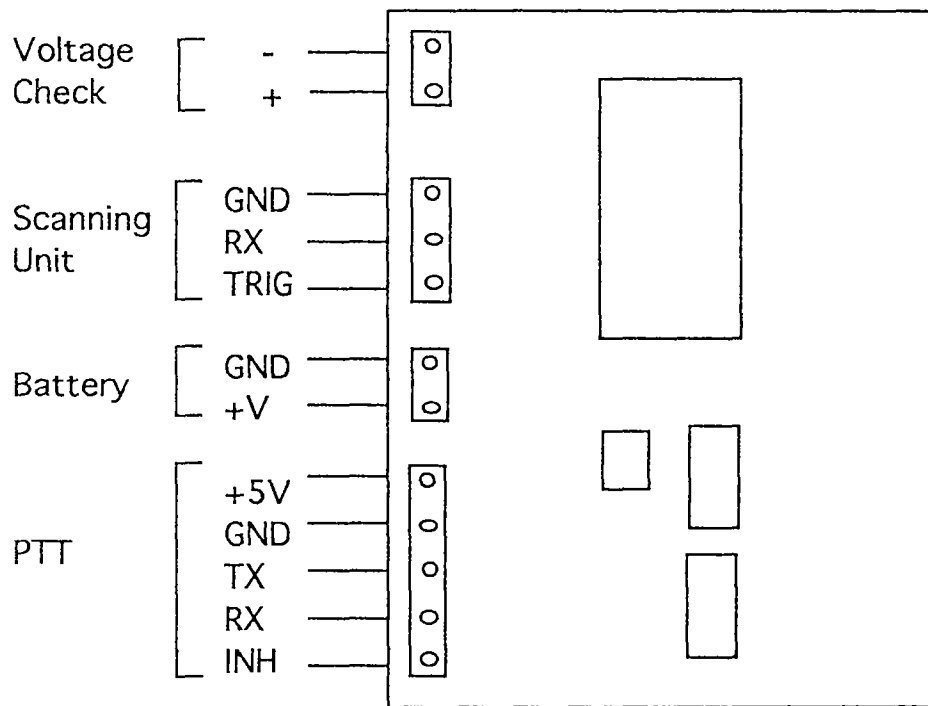 Voltage
Check
-
+
Scanning
Unit
GND
RX
TRIG
Battery
GND
+V
PTT
+5V
GND
TX
RX
INH